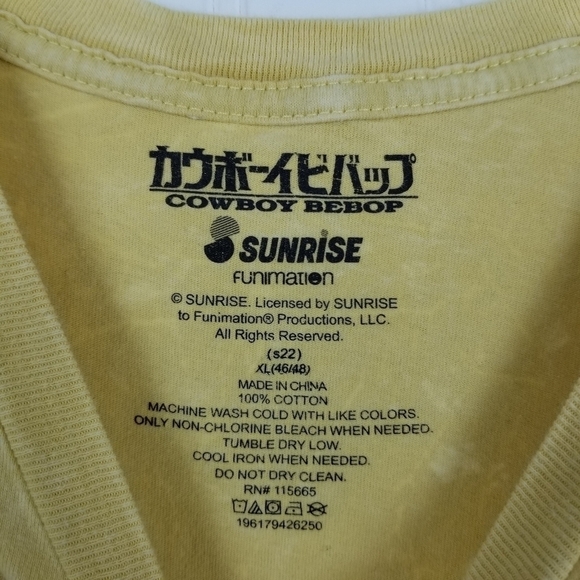 カウボーイビバップ
COWBOY BEBOP
SUNRISE
FUNIMATION
© SUNRISE. Licensed by SUNRISE
to Funimation® Productions, LLC.
All Rights Reserved.
(s22)
XL(46/48)
MADE IN CHINA
100% COTTON
MACHINE WASH COLD WITH LIKE COLORS.
ONLY NON-CHLORINE BLEACH WHEN NEEDED.
TUMBLE DRY LOW.
COOL IRON WHEN NEEDED.
DO NOT DRY CLEAN.
RN# 115665
196179426250